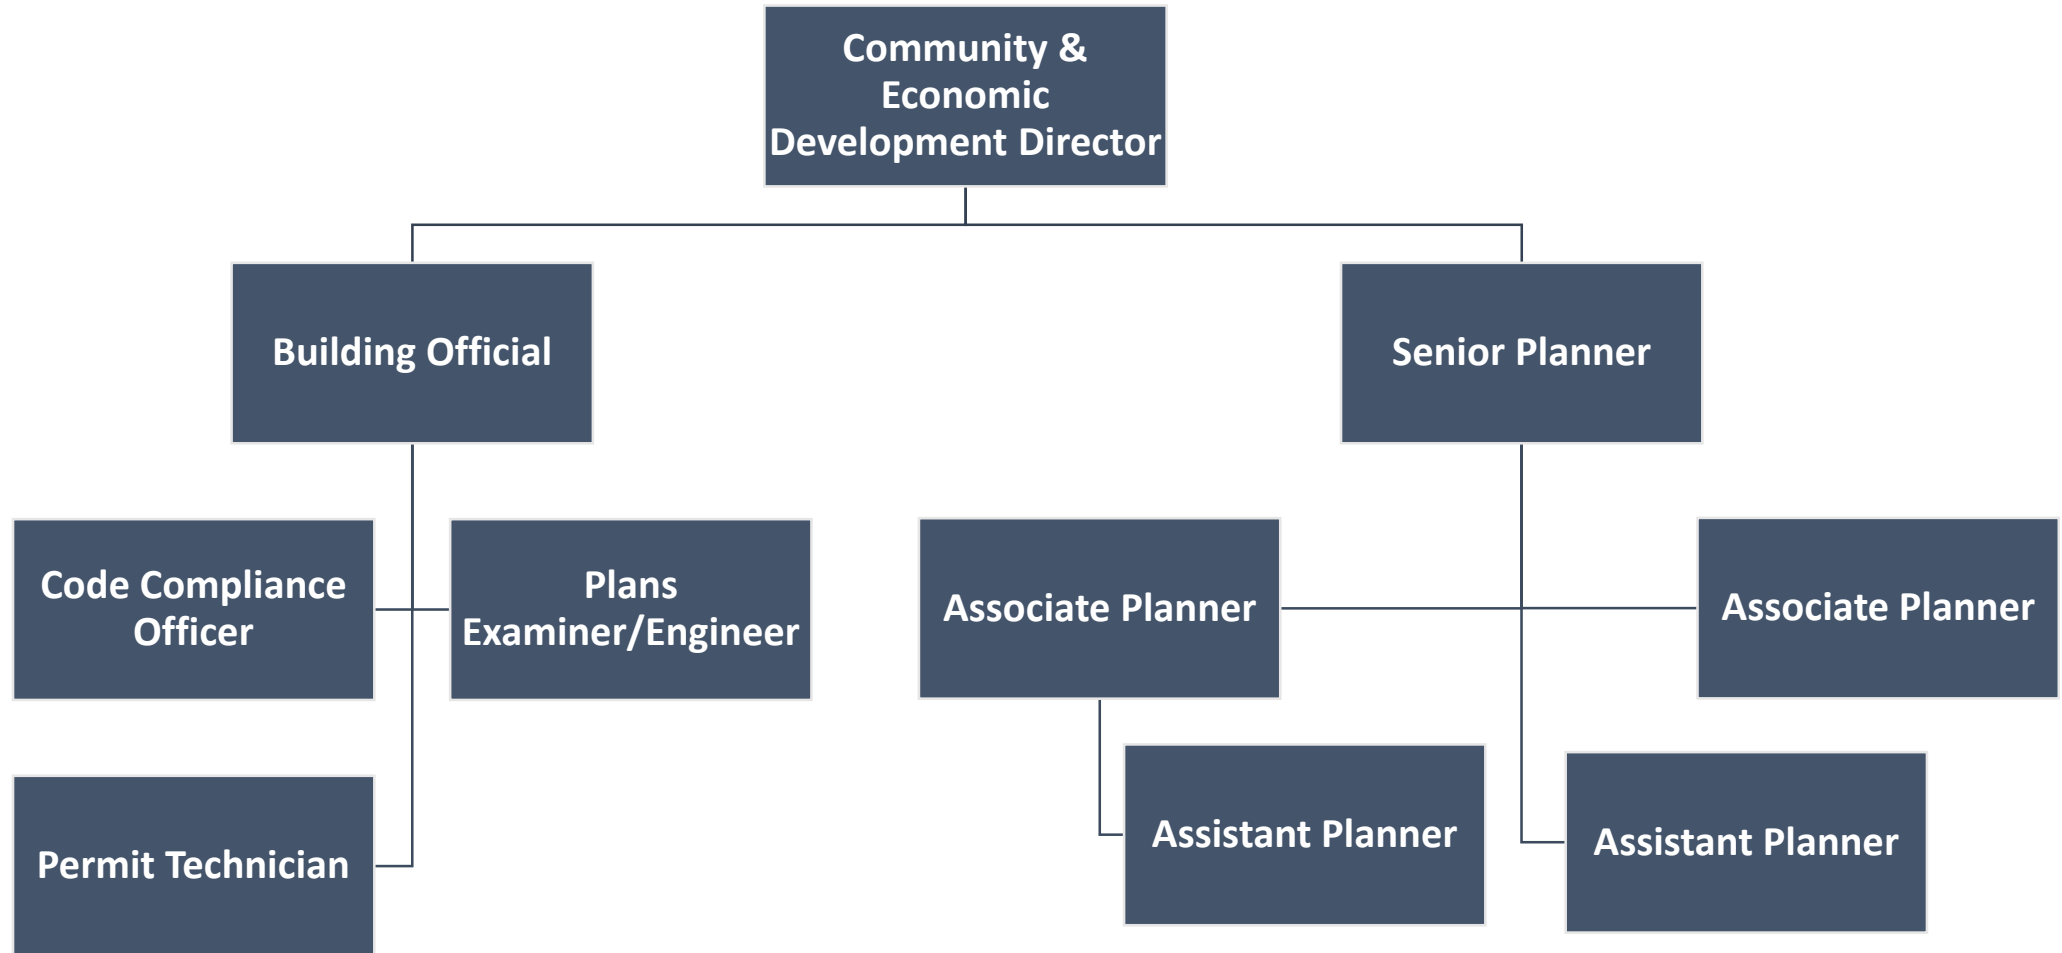 Community &
Economic
Development Director
Building Official
Senior Planner
Code Compliance
Officer
Plans
Examiner/Engineer
Associate Planner
Associate Planner
Permit Technician
Assistant Planner
Assistant Planner